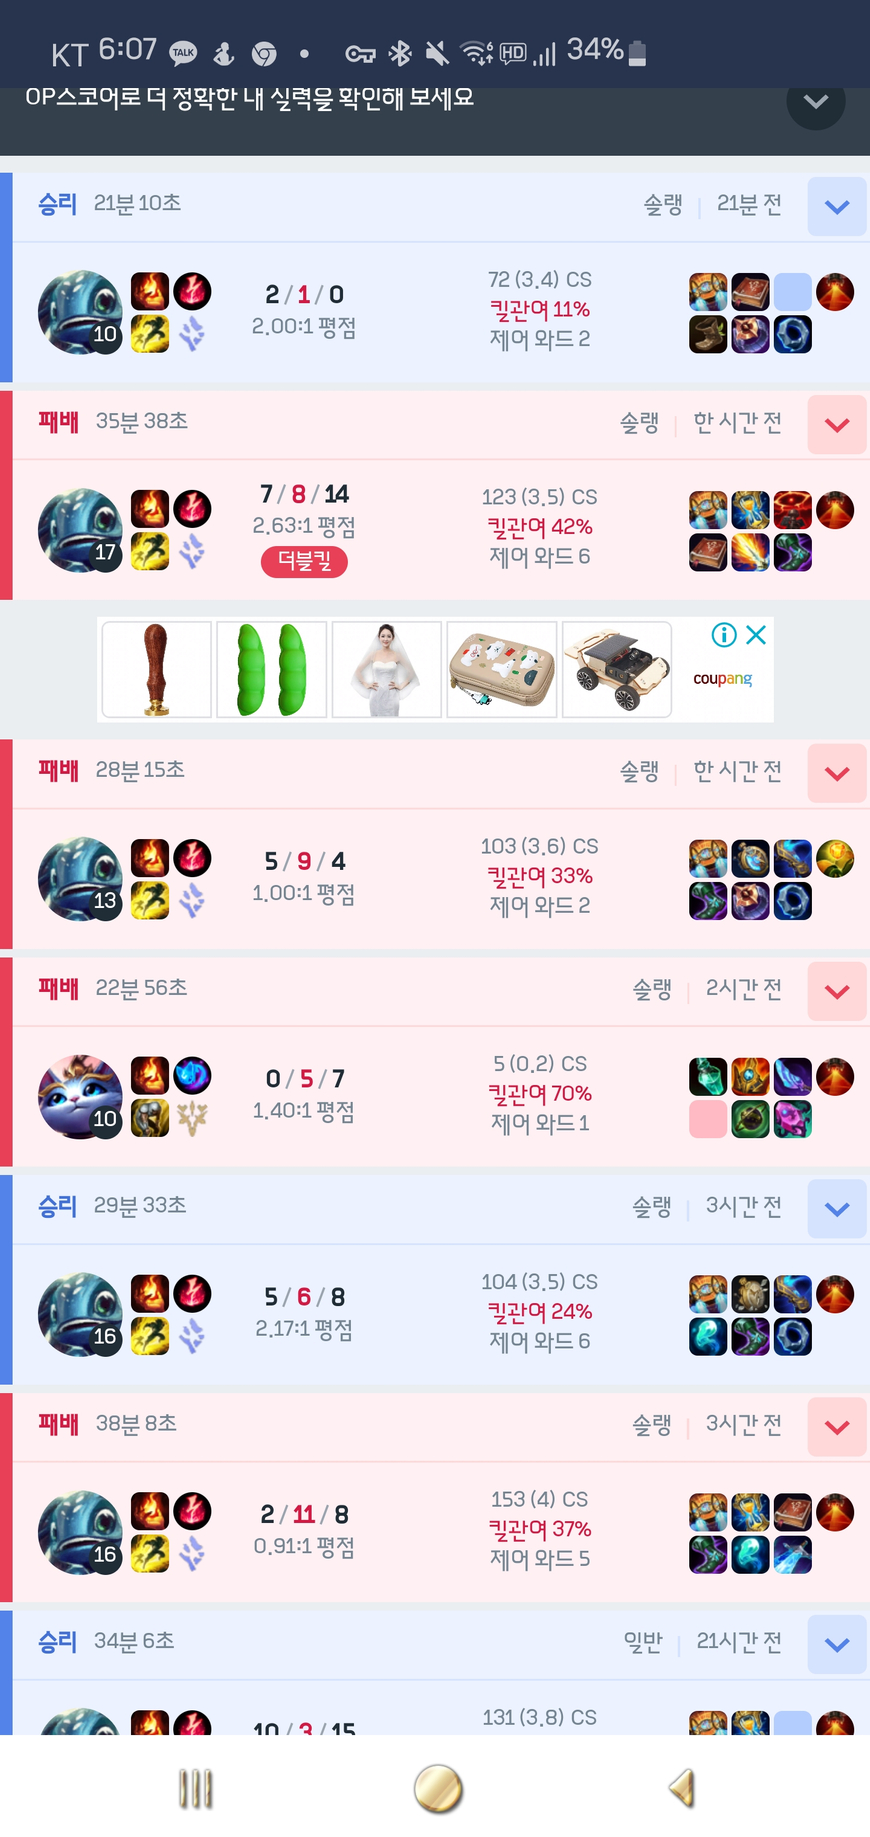 KT 6:07 TALK 6 HD 34%
OP스코어로 더 정확한 내 실력을 확인해 보세요
승리 21분 10초 솔랭 21분 전
2 / 1 / 0
2.00:1 평점
10
72 (3.4) CS
킬관여 11%
제어 와드 2
패배 35분 38초 솔랭 한 시간 전
7 / 8 / 14
2.63:1 평점
더블킬
17
123 (3.5) CS
킬관여 42%
제어 와드 6
coupang
패배 28분 15초 솔랭 한 시간 전
5 / 9 / 4
1.00:1 평점
13
103 (3.6) CS
킬관여 33%
제어 와드 2
패배 22분 56초 솔랭 2시간 전
0 / 5 / 7
1.40:1 평점
10
5 (0.2) CS
킬관여 70%
제어 와드 1
승리 29분 33초 솔랭 3시간 전
5 / 6 / 8
2.17:1 평점
16
104 (3.5) CS
킬관여 24%
제어 와드 6
패배 38분 8초 솔랭 3시간 전
2 / 11 / 8
0.91:1 평점
16
153 (4) CS
킬관여 37%
제어 와드 5
승리 34분 6초 일반 21시간 전
10 / 3 / 15
131 (3.8) CS